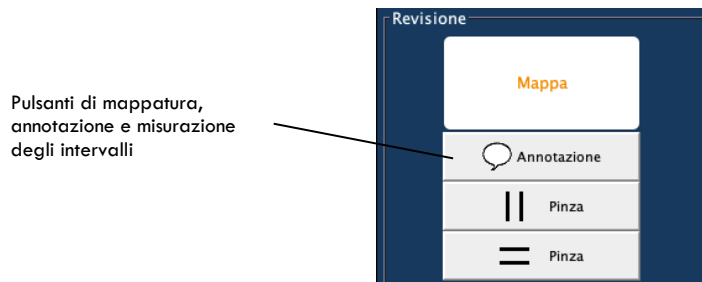 Revisione
Mappa
Pulsanti di mappatura,
annotazione e misurazione
degli intervalli
Annotazione
Pinza
Pinza